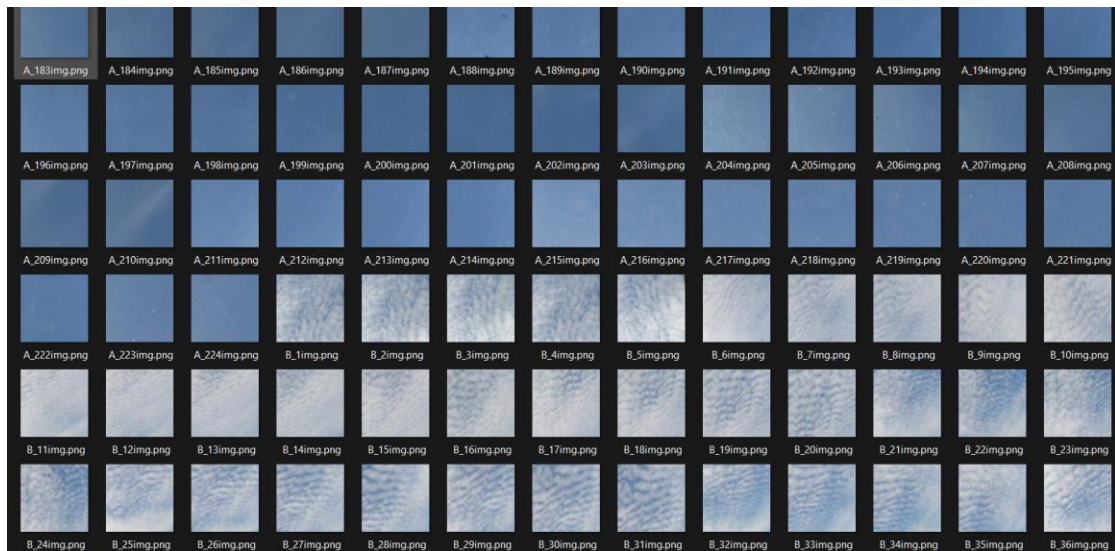 A_183img.png A_184img.png A_185img.png A_186img.png A_187img.png A_188img.png A_189img.png A_190img.png A_191img.png A_192img.png A_193img.png A_194img.png A_195img.png
A_196img.png A_197img.png A_198img.png A_199img.png A_200img.png A_201img.png A_202img.png A_203img.png A_204img.png A_205img.png A_206img.png A_207img.png A_208img.png
A_209img.png A_210img.png A_211img.png A_212img.png A_213img.png A_214img.png A_215img.png A_216img.png A_217img.png A_218img.png A_219img.png A_220img.png A_221img.png
A_222img.png A_223img.png A_224img.png B_1img.png B_2img.png B_3img.png B_4img.png B_5img.png B_6img.png B_7img.png B_8img.png B_9img.png B_10img.png
B_11img.png B_12img.png B_13img.png B_14img.png B_15img.png B_16img.png B_17img.png B_18img.png B_19img.png B_20img.png B_21img.png B_22img.png B_23img.png
B_24img.png B_25img.png B_26img.png B_27img.png B_28img.png B_29img.png B_30img.png B_31img.png B_32img.png B_33img.png B_34img.png B_35img.png B_36img.png